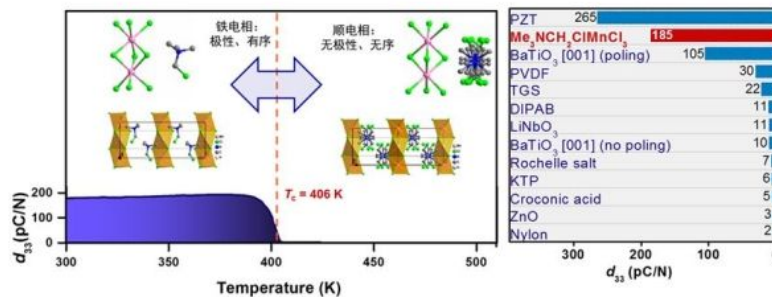 铁电相：
极性、有序
顺电相：
无极性、无序
T_c = 406 K
d₃₃(pC/N)
200
100
0
300
350
400
450
500
Temperature (K)
PZT 265
Me₃NCH₂ClMnCl₃ 185
BaTiO₃ [001] (poling) 105
PVDF 30
TGS 22
DIPAB 11
LiNbO₃ 11
BaTiO₃ [001] (no poling) 10
Rochelle salt 7
KTP 6
Croconic acid 5
ZnO 3
Nylon 2
300
200
100
0
d₃₃ (pC/N)